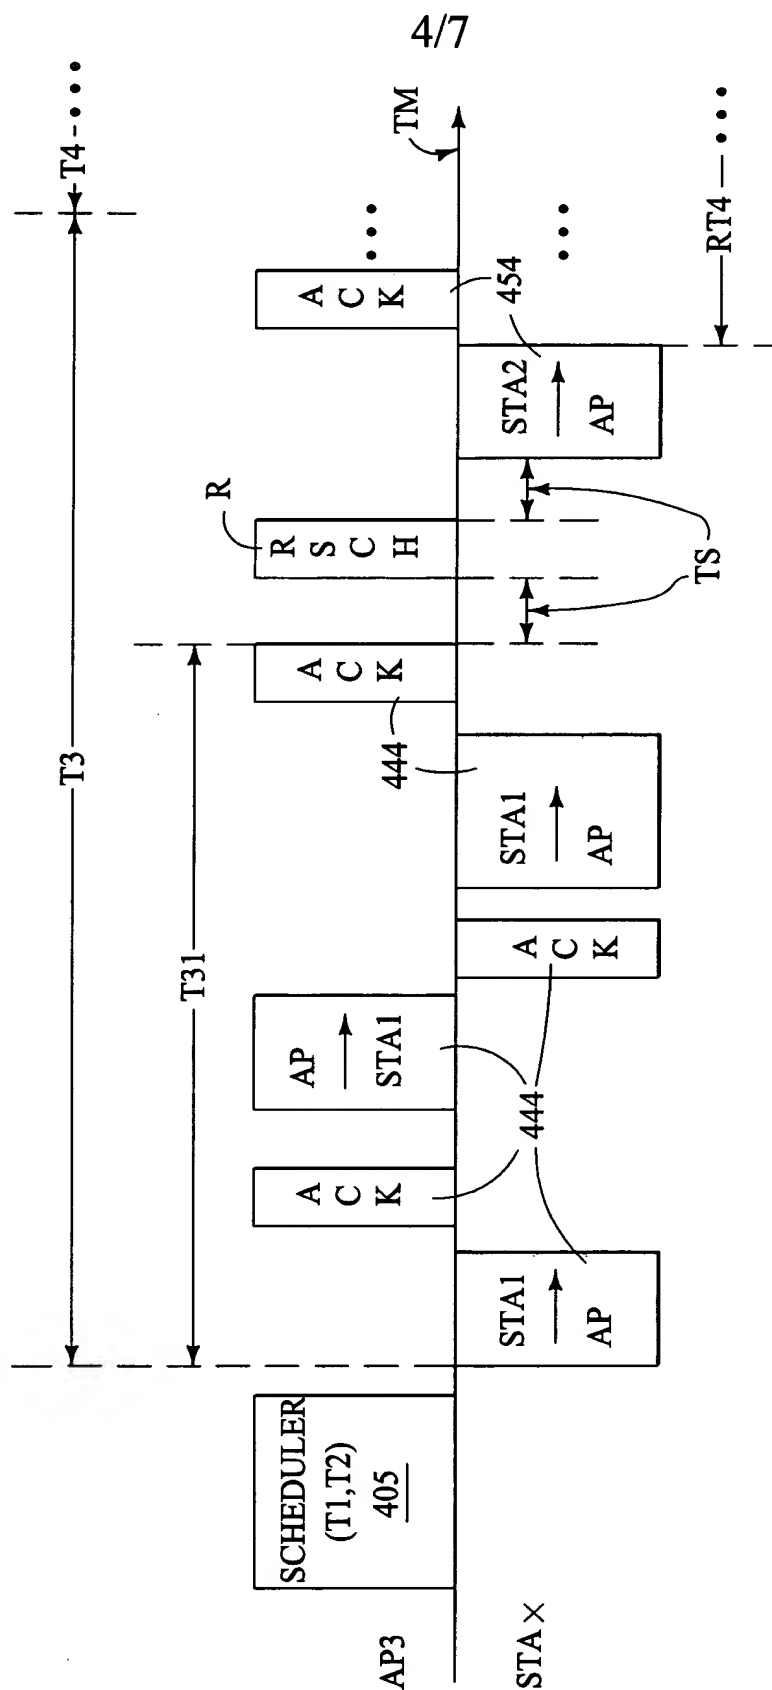 4/7
T3
T4
T31
R
TM
AP3
SCHEDULER
(T1,T2)
405
ACK
AP
STA1
ACK
RSCH
ACK
444
454
STA×
STA1
AP
ACK
STA1
AP
STA2
AP
444
TS
RT4